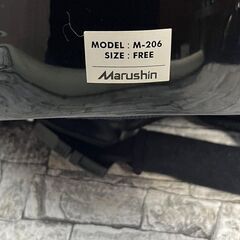 MODEL : M-206
SIZE : FREE
Marushin